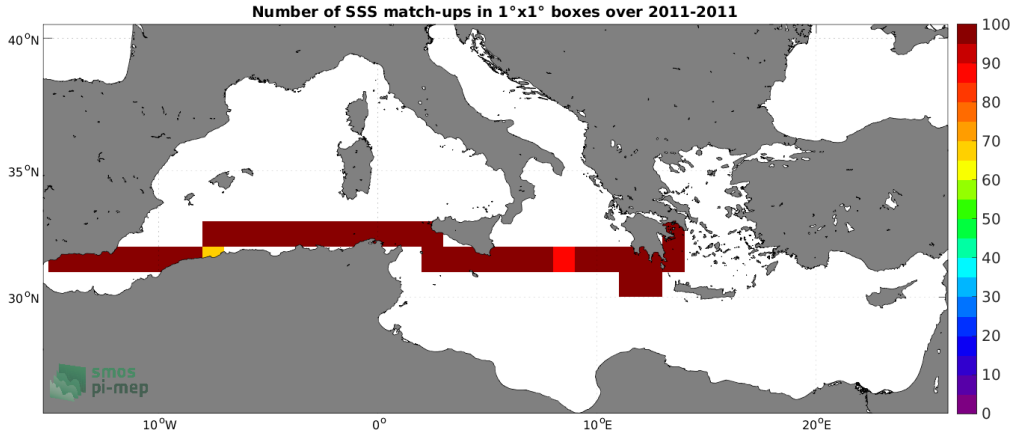 Number of SSS match-ups in 1°x1° boxes over 2011-2011
40°N
35°N
30°N
10°W
0°
10°E
20°E
100
90
80
70
60
50
40
30
20
10
0
smos
pi-mep